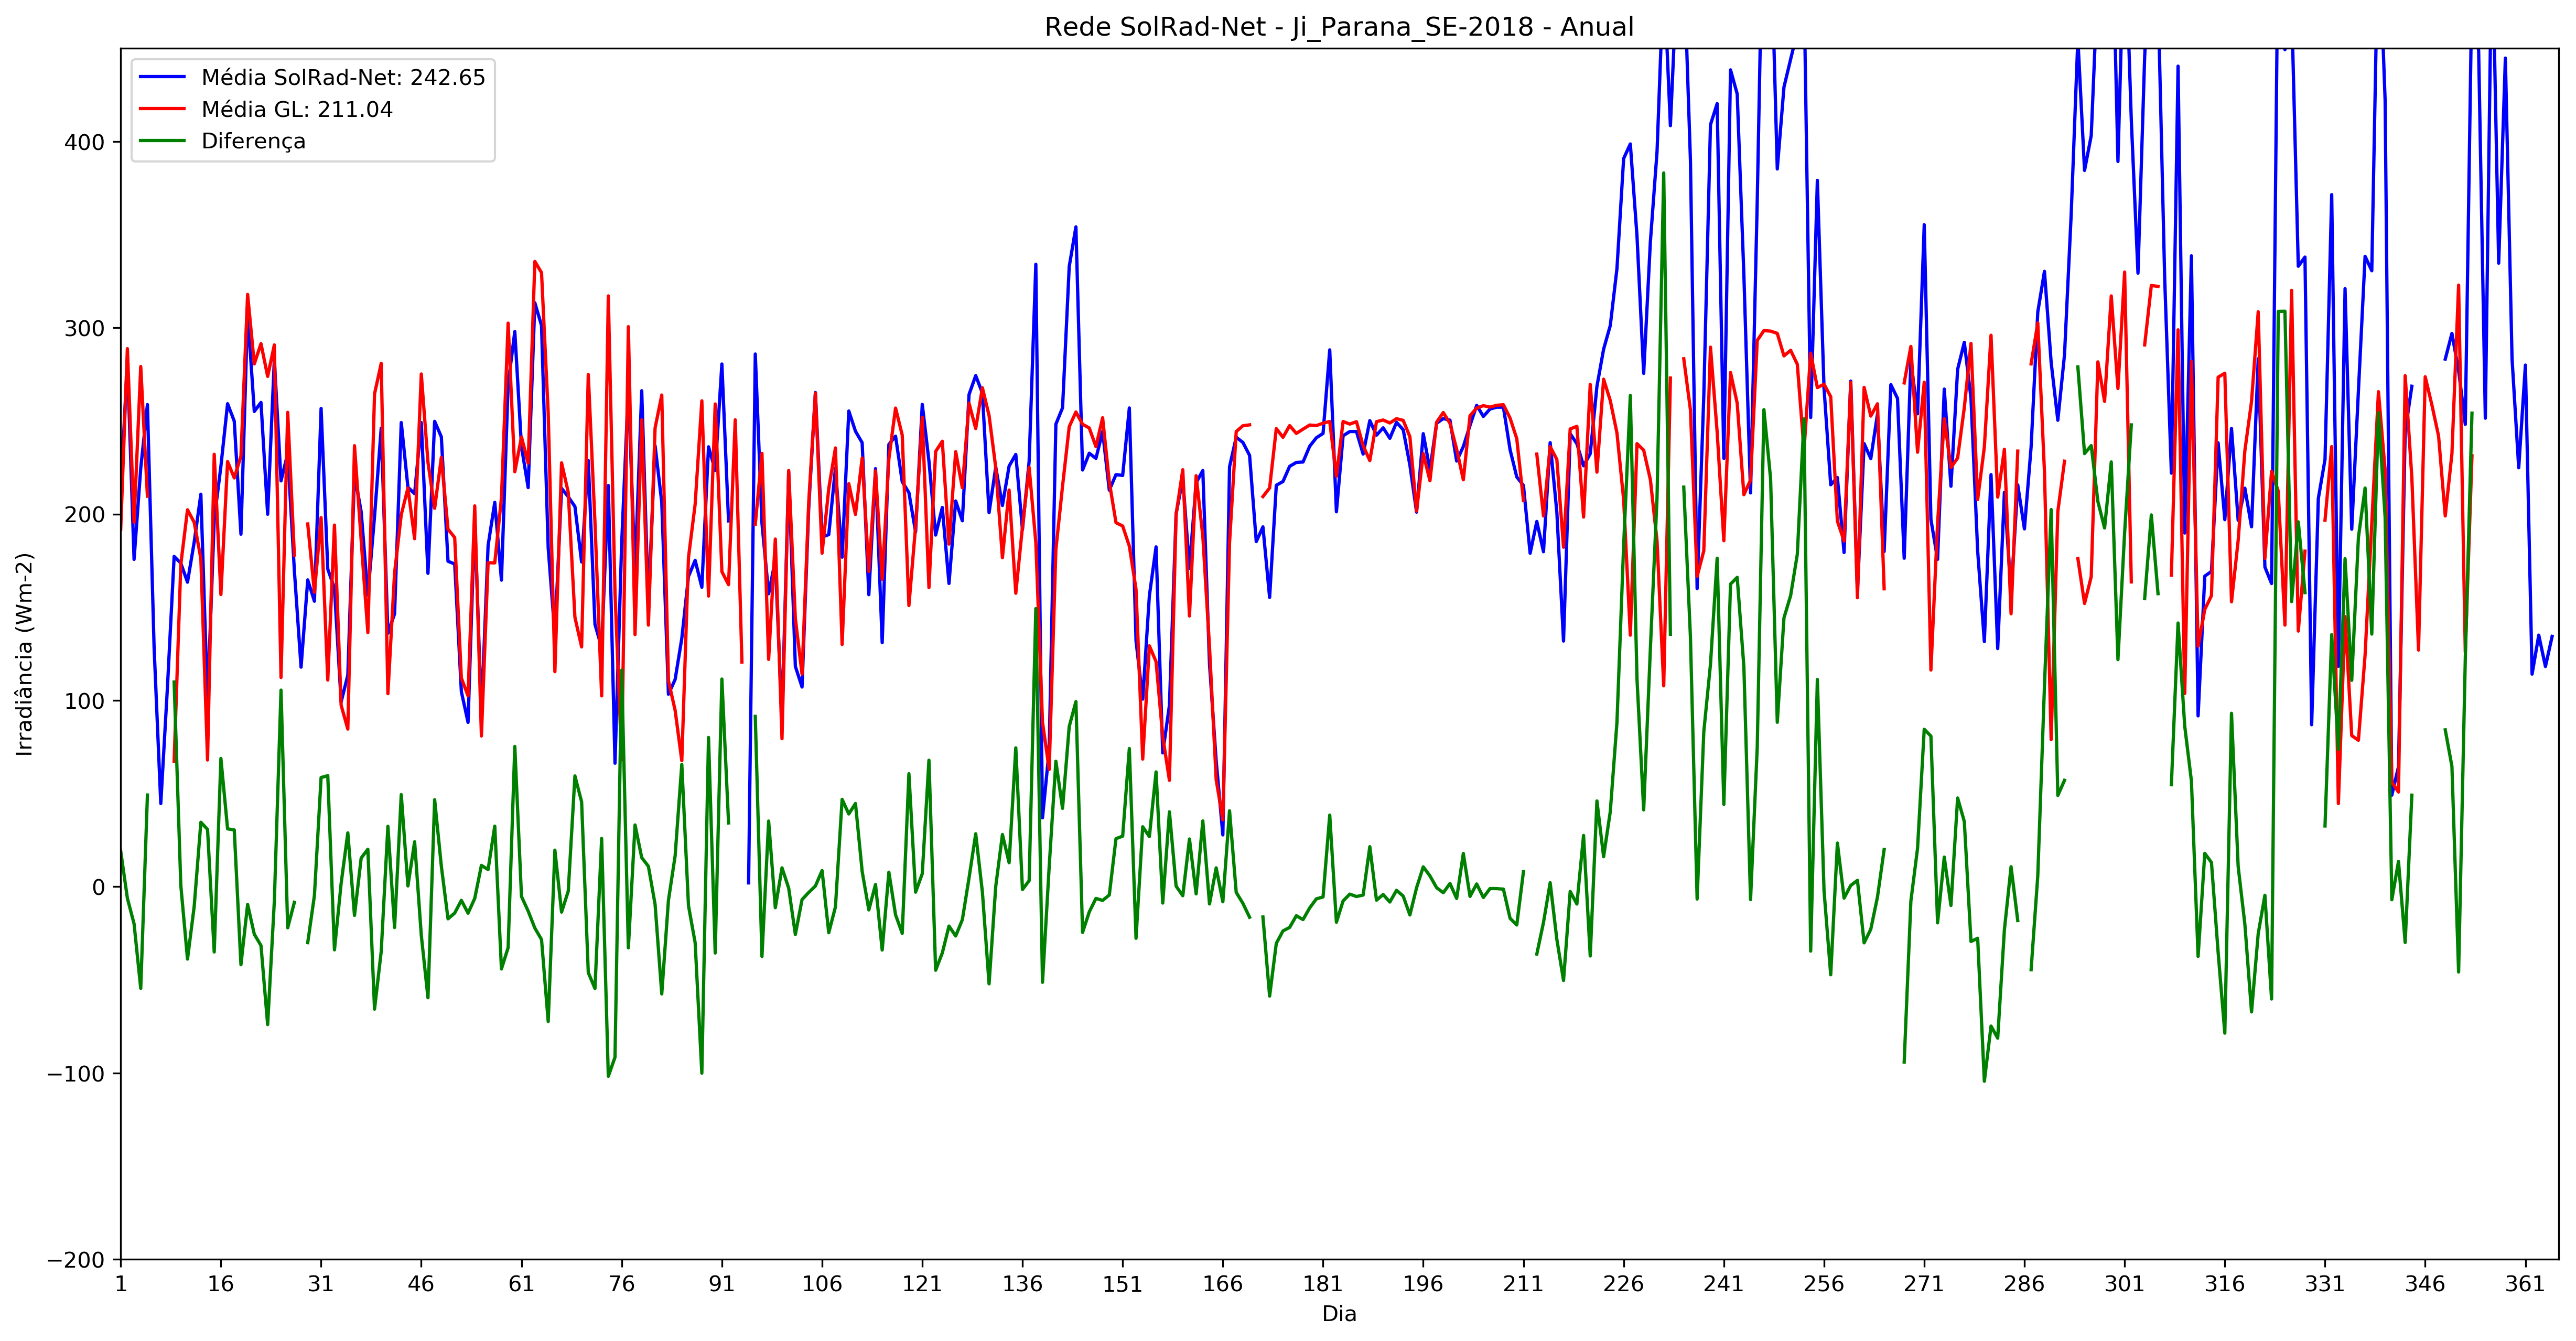 Rede SolRad-Net - Ji_Parana_SE-2018 - Anual
Média SolRad-Net: 242.65
Média GL: 211.04
Diferença
400
300
200
100
0
−100
−200
Irradiância (Wm-2)
1 16 31 46 61 76 91 106 121 136 151 166 181 196 211 226 241 256 271 286 301 316 331 346 361
Dia